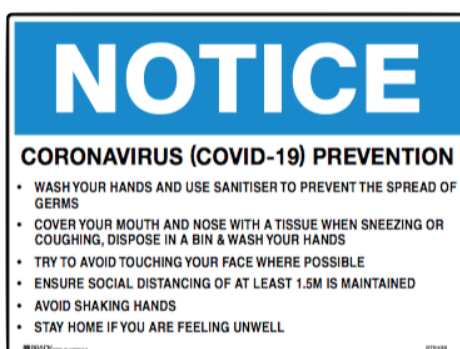 NOTICE
CORONAVIRUS (COVID-19) PREVENTION
• WASH YOUR HANDS AND USE SANITISER TO PREVENT THE SPREAD OF
GERMS
• COVER YOUR MOUTH AND NOSE WITH A TISSUE WHEN SNEEZING OR
COUGHING, DISPOSE IN A BIN & WASH YOUR HANDS
• TRY TO AVOID TOUCHING YOUR FACE WHERE POSSIBLE
• ENSURE SOCIAL DISTANCING OF AT LEAST 1.5M IS MAINTAINED
• AVOID SHAKING HANDS
• STAY HOME IF YOU ARE FEELING UNWELL
BRADY